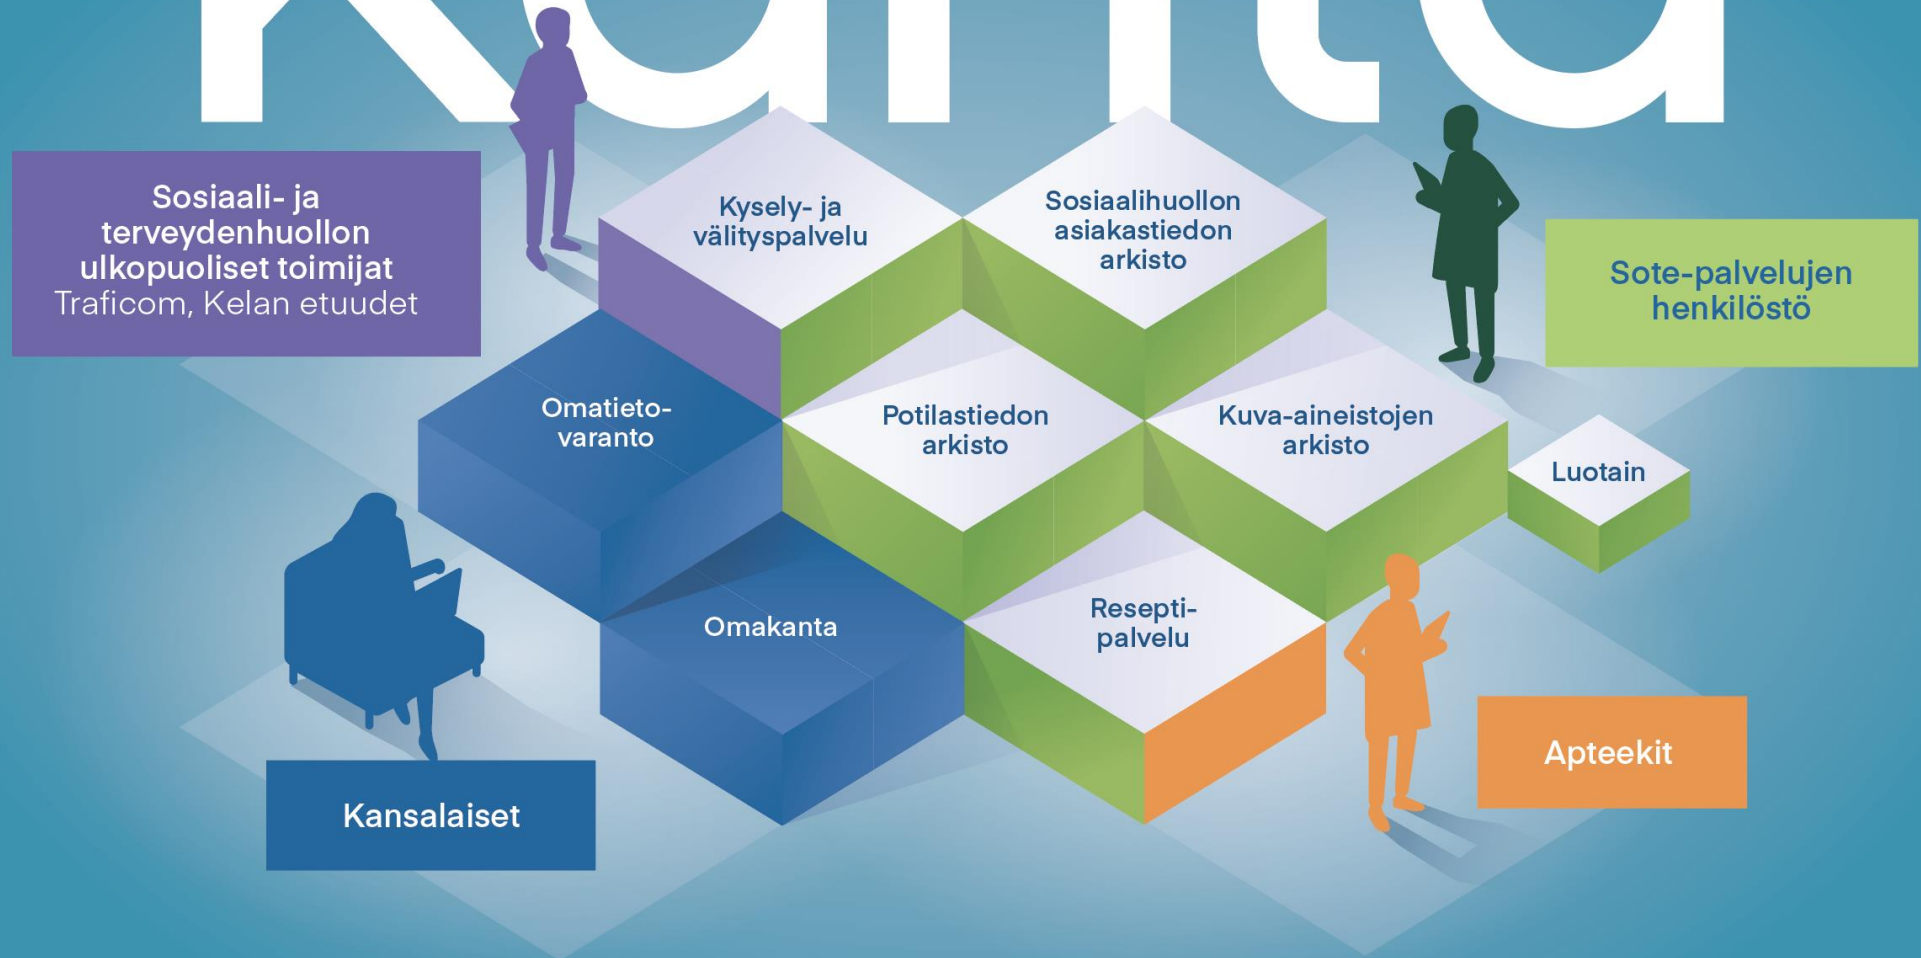 Kanta
Sosiaali- ja
terveydenhuollon
ulkopuoliset toimijat
Traficom, Kelan etuudet
Kysely- ja
välityspalvelu
Sosiaalihuollon
asiakastiedon
arkisto
Sote-palvelujen
henkilöstö
Omatieto-
varanto
Potilastiedon
arkisto
Kuva-aineistojen
arkisto
Luotain
Omakanta
Resepti-
palvelu
Apteekit
Kansalaiset